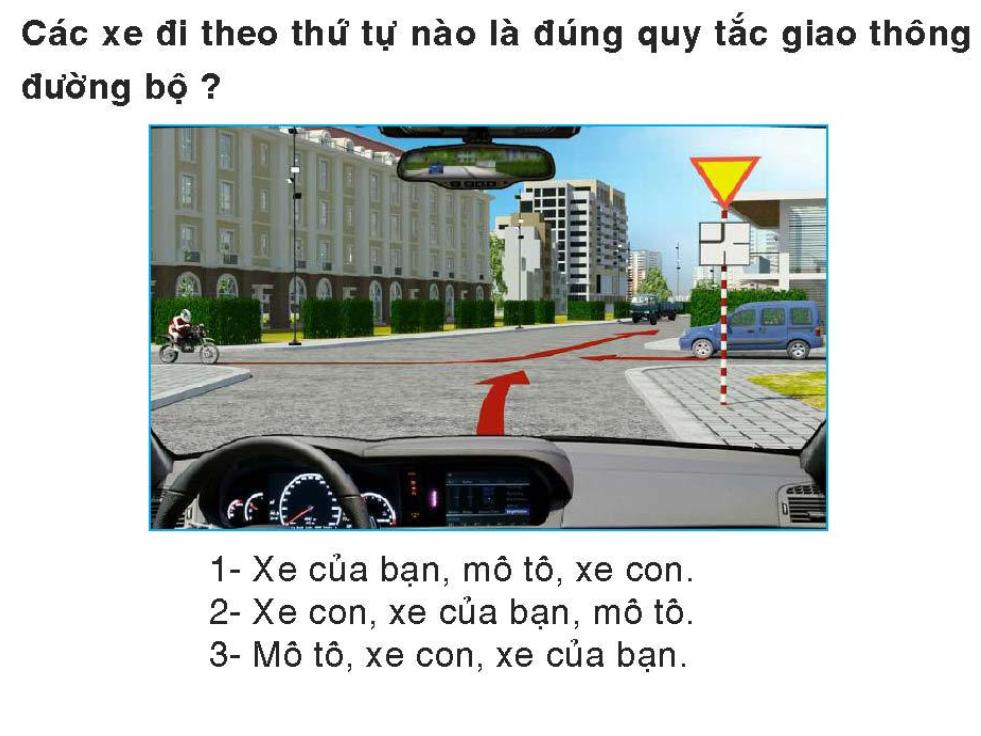 Các xe đi theo thứ tự nào là đúng quy tắc giao thông
đường bộ ?
1- Xe của bạn, mô tô, xe con.
2- Xe con, xe của bạn, mô tô.
3- Mô tô, xe con, xe của bạn.